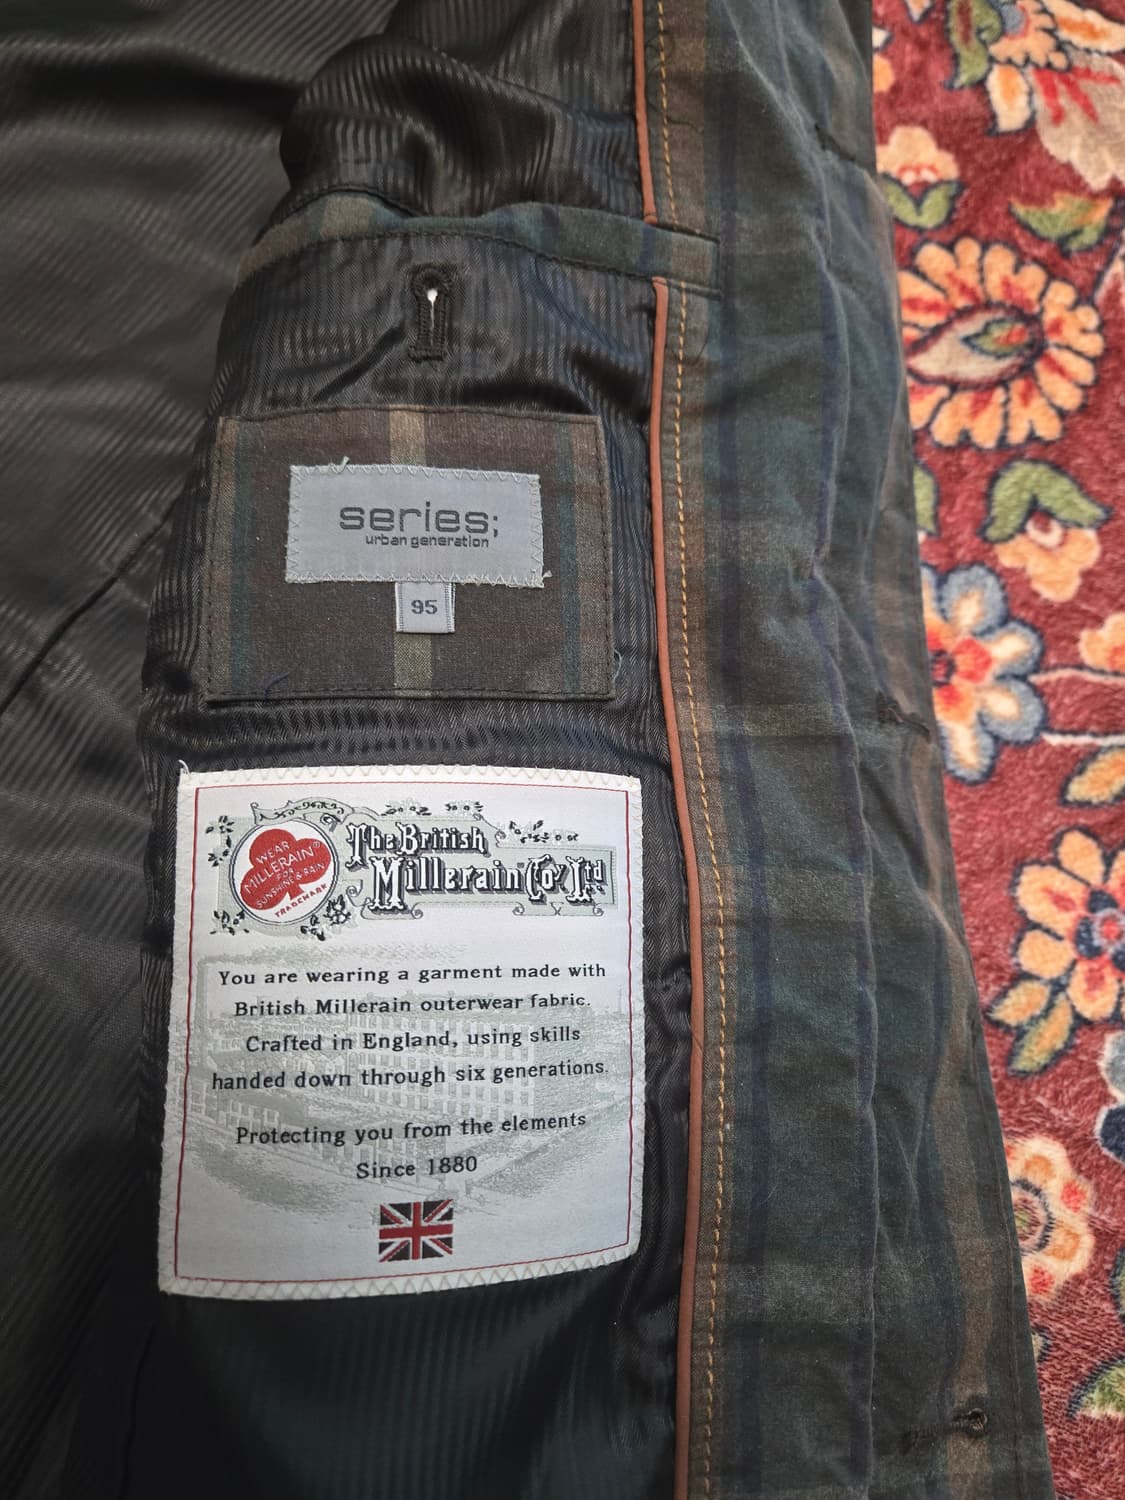 series;
urban generation
95
WEAR
MILLERAIN®
FOR
SUNSHINE & RAIN
TRADEMARK
The British
Millerain Coy Ltd
You are wearing a garment made with
British Millerain outerwear fabric.
Crafted in England, using skills
handed down through six generations.
Protecting you from the elements
Since 1880